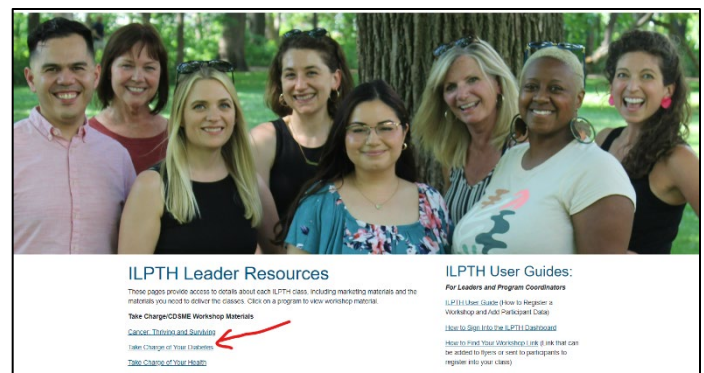 ILPTH Leader Resources
These pages provide access to details about each ILPTH class, including marketing materials and the
materials you need to deliver the classes. Click on a program to view workshop material.
Take Charge/CDSME Workshop Materials
Cancer: Thriving and Surviving
Take Charge of Your Diabetes
Take Charge of Your Health
ILPTH User Guides:
For Leaders and Program Coordinators
ILPTH User Guide (How to Register a
Workshop and Add Participant Data)
How to Sign Into the ILPTH Dashboard
How to Find Your Workshop Link (Link that can
be added to flyers or sent to participants to
register into your class)